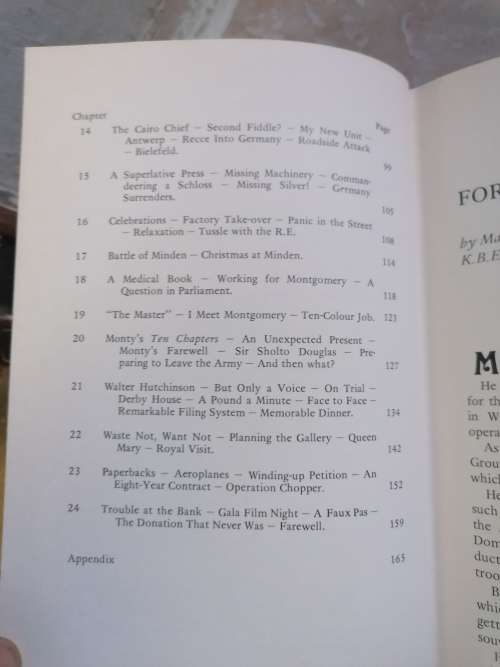 Chapter
Page
14 The Cairo Chief — Second Fiddle? — My New Unit —
Antwerp — Recce Into Germany — Roadside Attack
— Bielefeld. 99
15 A Superlative Press — Missing Machinery — Comman-
deering a Schloss — Missing Silver! — Germany
Surrenders. 105
16 Celebrations — Factory Take-over — Panic in the Street
— Relaxation — Tussle with the R.E. 108
17 Battle of Minden — Christmas at Minden. 114
18 A Medical Book — Working for Montgomery — A
Question in Parliament. 118
19 "The Master" — I Meet Montgomery — Ten-Colour Job. 123
20 Monty's Ten Chapters — An Unexpected Present —
Monty's Farewell — Sir Sholto Douglas — Pre-
paring to Leave the Army — And then what? 127
21 Walter Hutchinson — But Only a Voice — On Trial —
Derby House — A Pound a Minute — Face to Face —
Remarkable Filing System — Memorable Dinner. 134
22 Waste Not, Want Not — Planning the Gallery — Queen
Mary — Royal Visit. 142
23 Paperbacks — Aeroplanes — Winding-up Petition — An
Eight-Year Contract — Operation Chopper. 152
24 Trouble at the Bank — Gala Film Night — A Faux Pas —
The Donation That Never Was — Farewell. 159
Appendix 165
FOR
by Ma
K.B.E
M
He
for th
in W
opera
As
Grou
which
He
such
the
Dom
duct
troo
B
whic
gett
souv